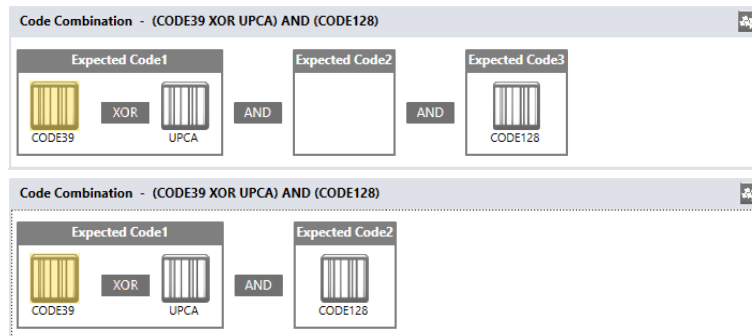 Code Combination - (CODE39 XOR UPCA) AND (CODE128)
Expected Code1 Expected Code2 Expected Code3
XOR AND AND
CODE39 UPCA CODE128
Code Combination - (CODE39 XOR UPCA) AND (CODE128)
Expected Code1 Expected Code2
XOR AND
CODE39 UPCA CODE128